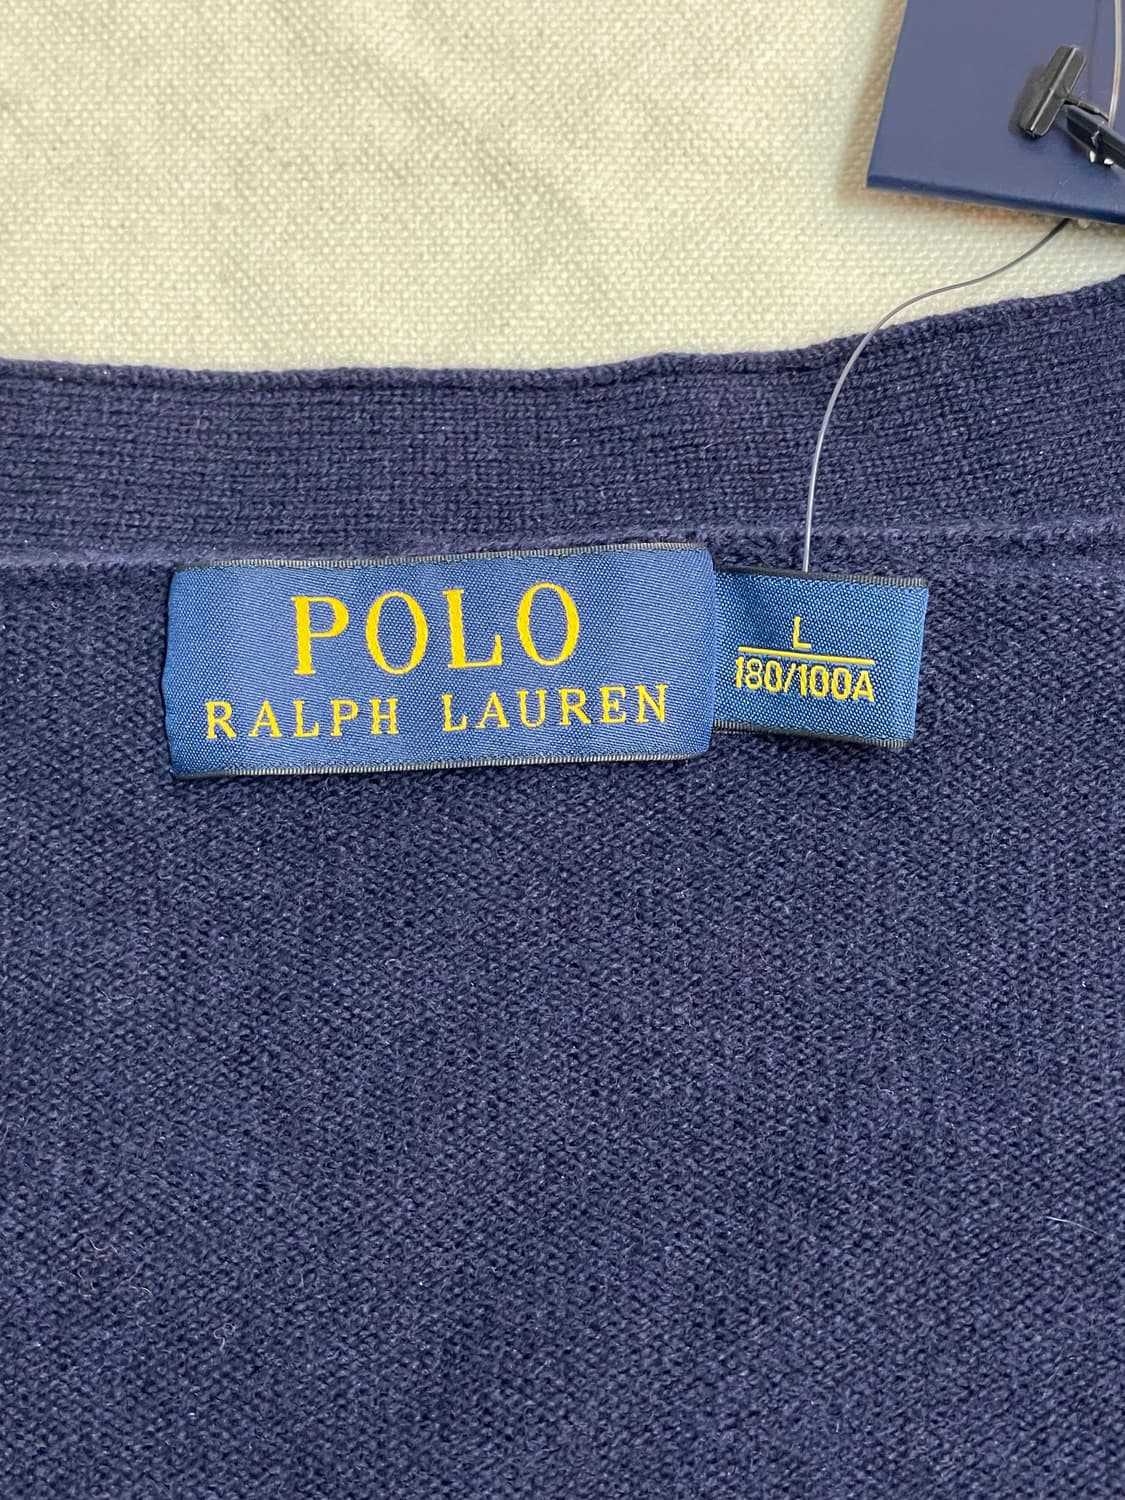 POLO
RALPH LAUREN
L
180/100A